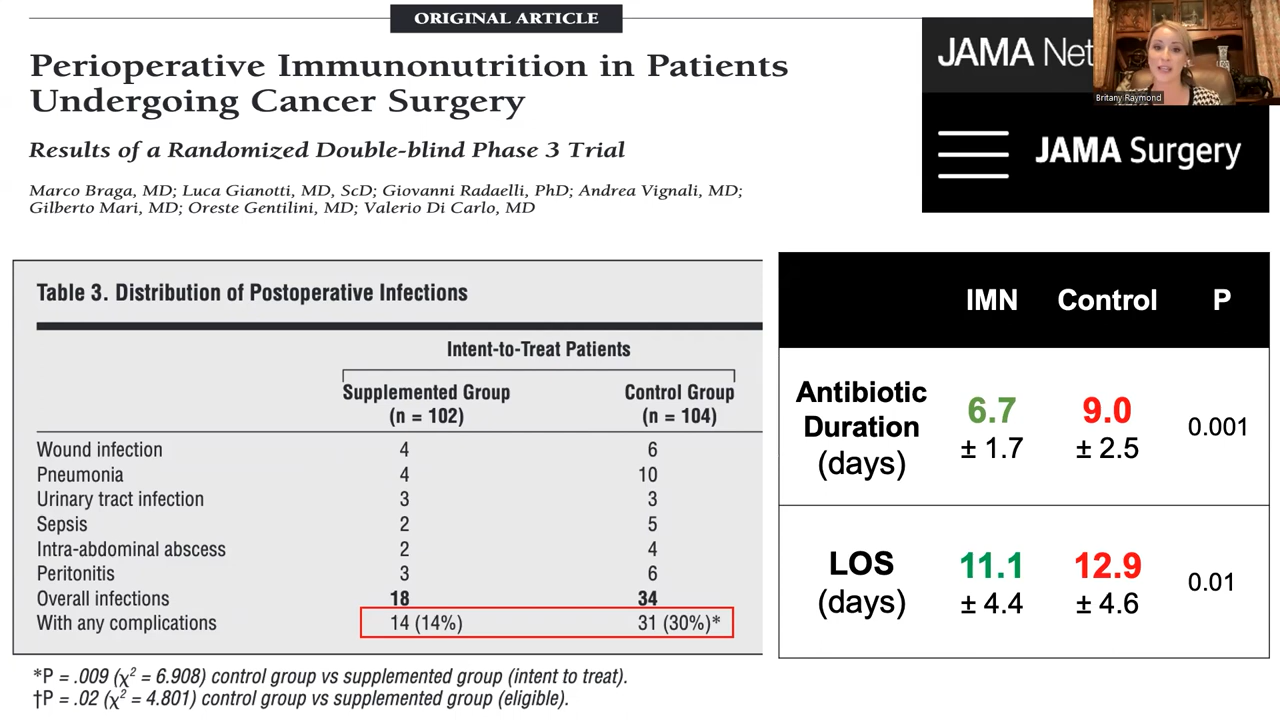 ORIGINAL ARTICLE
Perioperative Immunonutrition in Patients
Undergoing Cancer Surgery
Results of a Randomized Double-blind Phase 3 Trial
Marco Braga, MD; Luca Gianotti, MD, ScD; Giovanni Radaelli, PhD; Andrea Vignali, MD;
Gilberto Mari, MD; Oreste Gentilini, MD; Valerio Di Carlo, MD
JAMA Net
Britany Raymond
JAMA Surgery
Table 3. Distribution of Postoperative Infections
Intent-to-Treat Patients
Supplemented Group Control Group
(n = 102) (n = 104)
Wound infection 4 6
Pneumonia 4 10
Urinary tract infection 3 3
Sepsis 2 5
Intra-abdominal abscess 2 4
Peritonitis 3 6
Overall infections 18 34
With any complications 14 (14%) 31 (30%)*
*P = .009 (χ² = 6.908) control group vs supplemented group (intent to treat).
†P = .02 (χ² = 4.801) control group vs supplemented group (eligible).
IMN Control P
Antibiotic
Duration
(days)
6.7 9.0 0.001
± 1.7 ± 2.5
LOS
(days)
11.1 12.9 0.01
± 4.4 ± 4.6